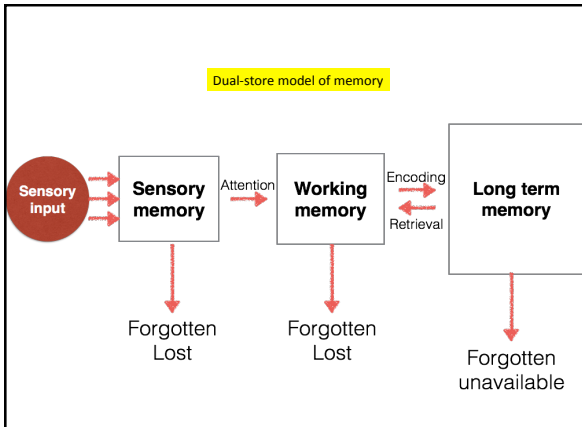 Dual-store model of memory
Sensory
input
Sensory
memory
Attention
Working
memory
Encoding
Retrieval
Long term
memory
Forgotten
Lost
Forgotten
Lost
Forgotten
unavailable